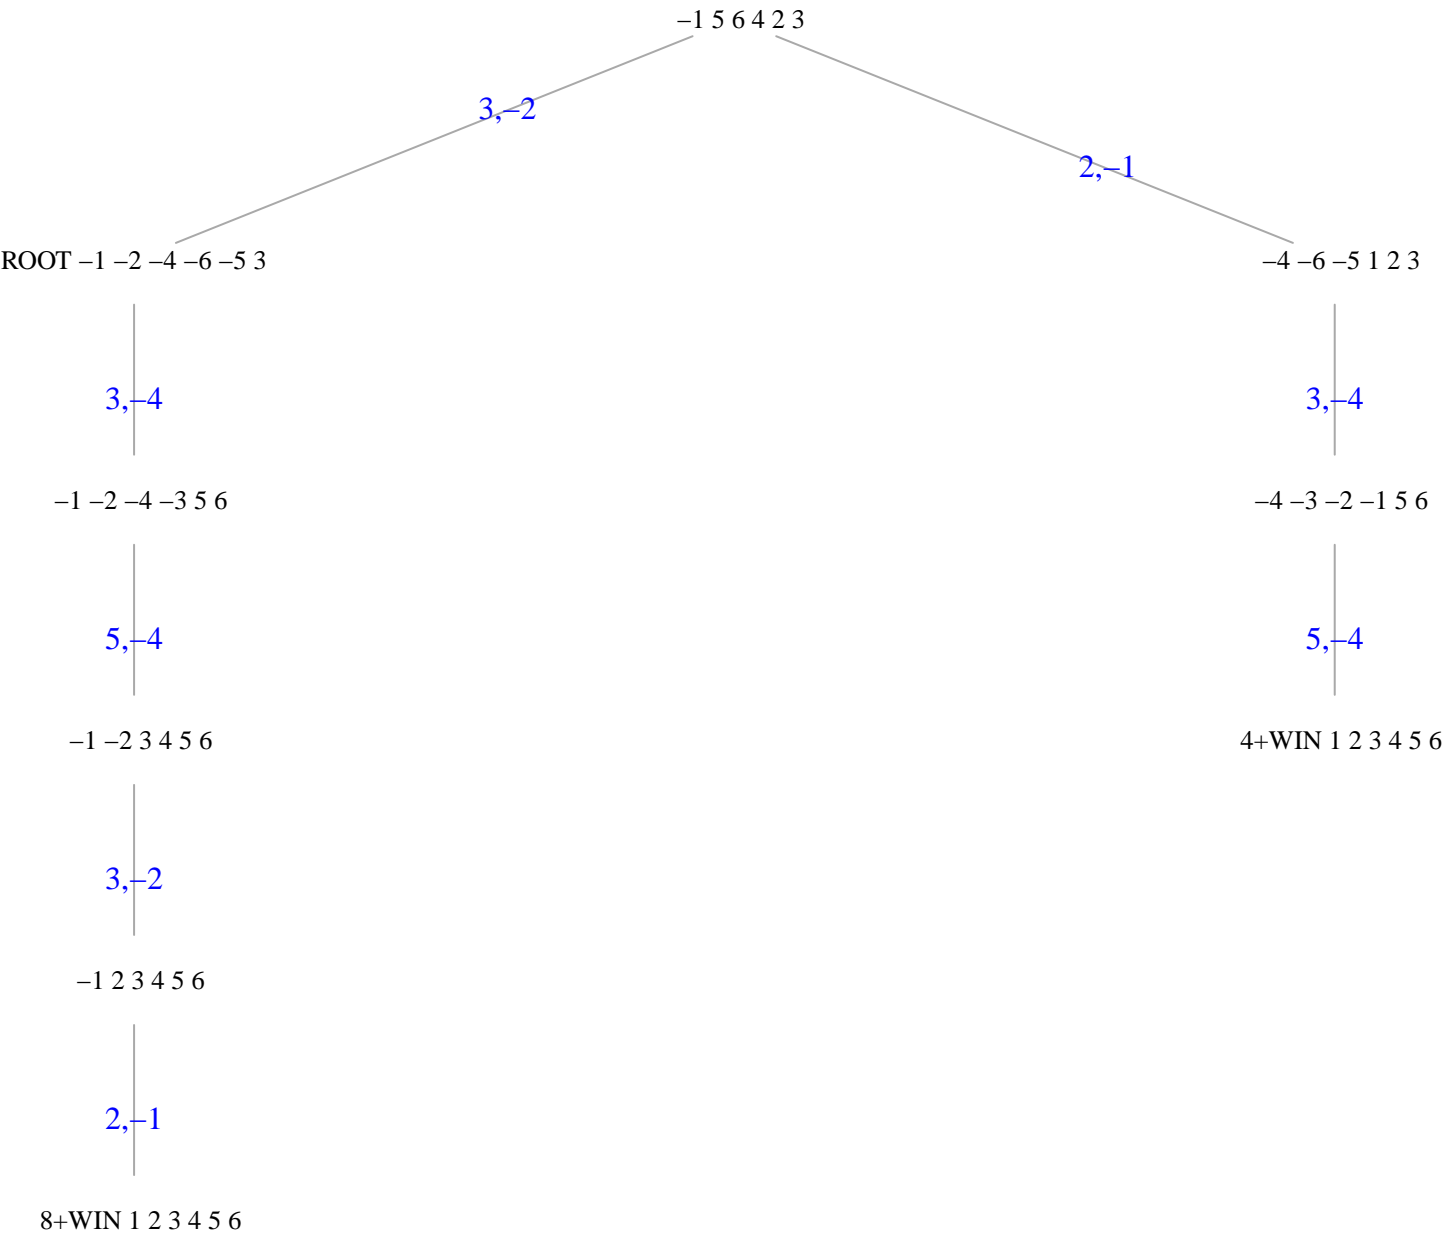 –1 5 6 4 2 3
3,–2
2,–1
ROOT –1 –2 –4 –6 –5 3
–4 –6 –5 1 2 3
3,–4
3,–4
–1 –2 –4 –3 5 6
–4 –3 –2 –1 5 6
5,–4
5,–4
–1 –2 3 4 5 6
4+WIN 1 2 3 4 5 6
3,–2
–1 2 3 4 5 6
2,–1
8+WIN 1 2 3 4 5 6